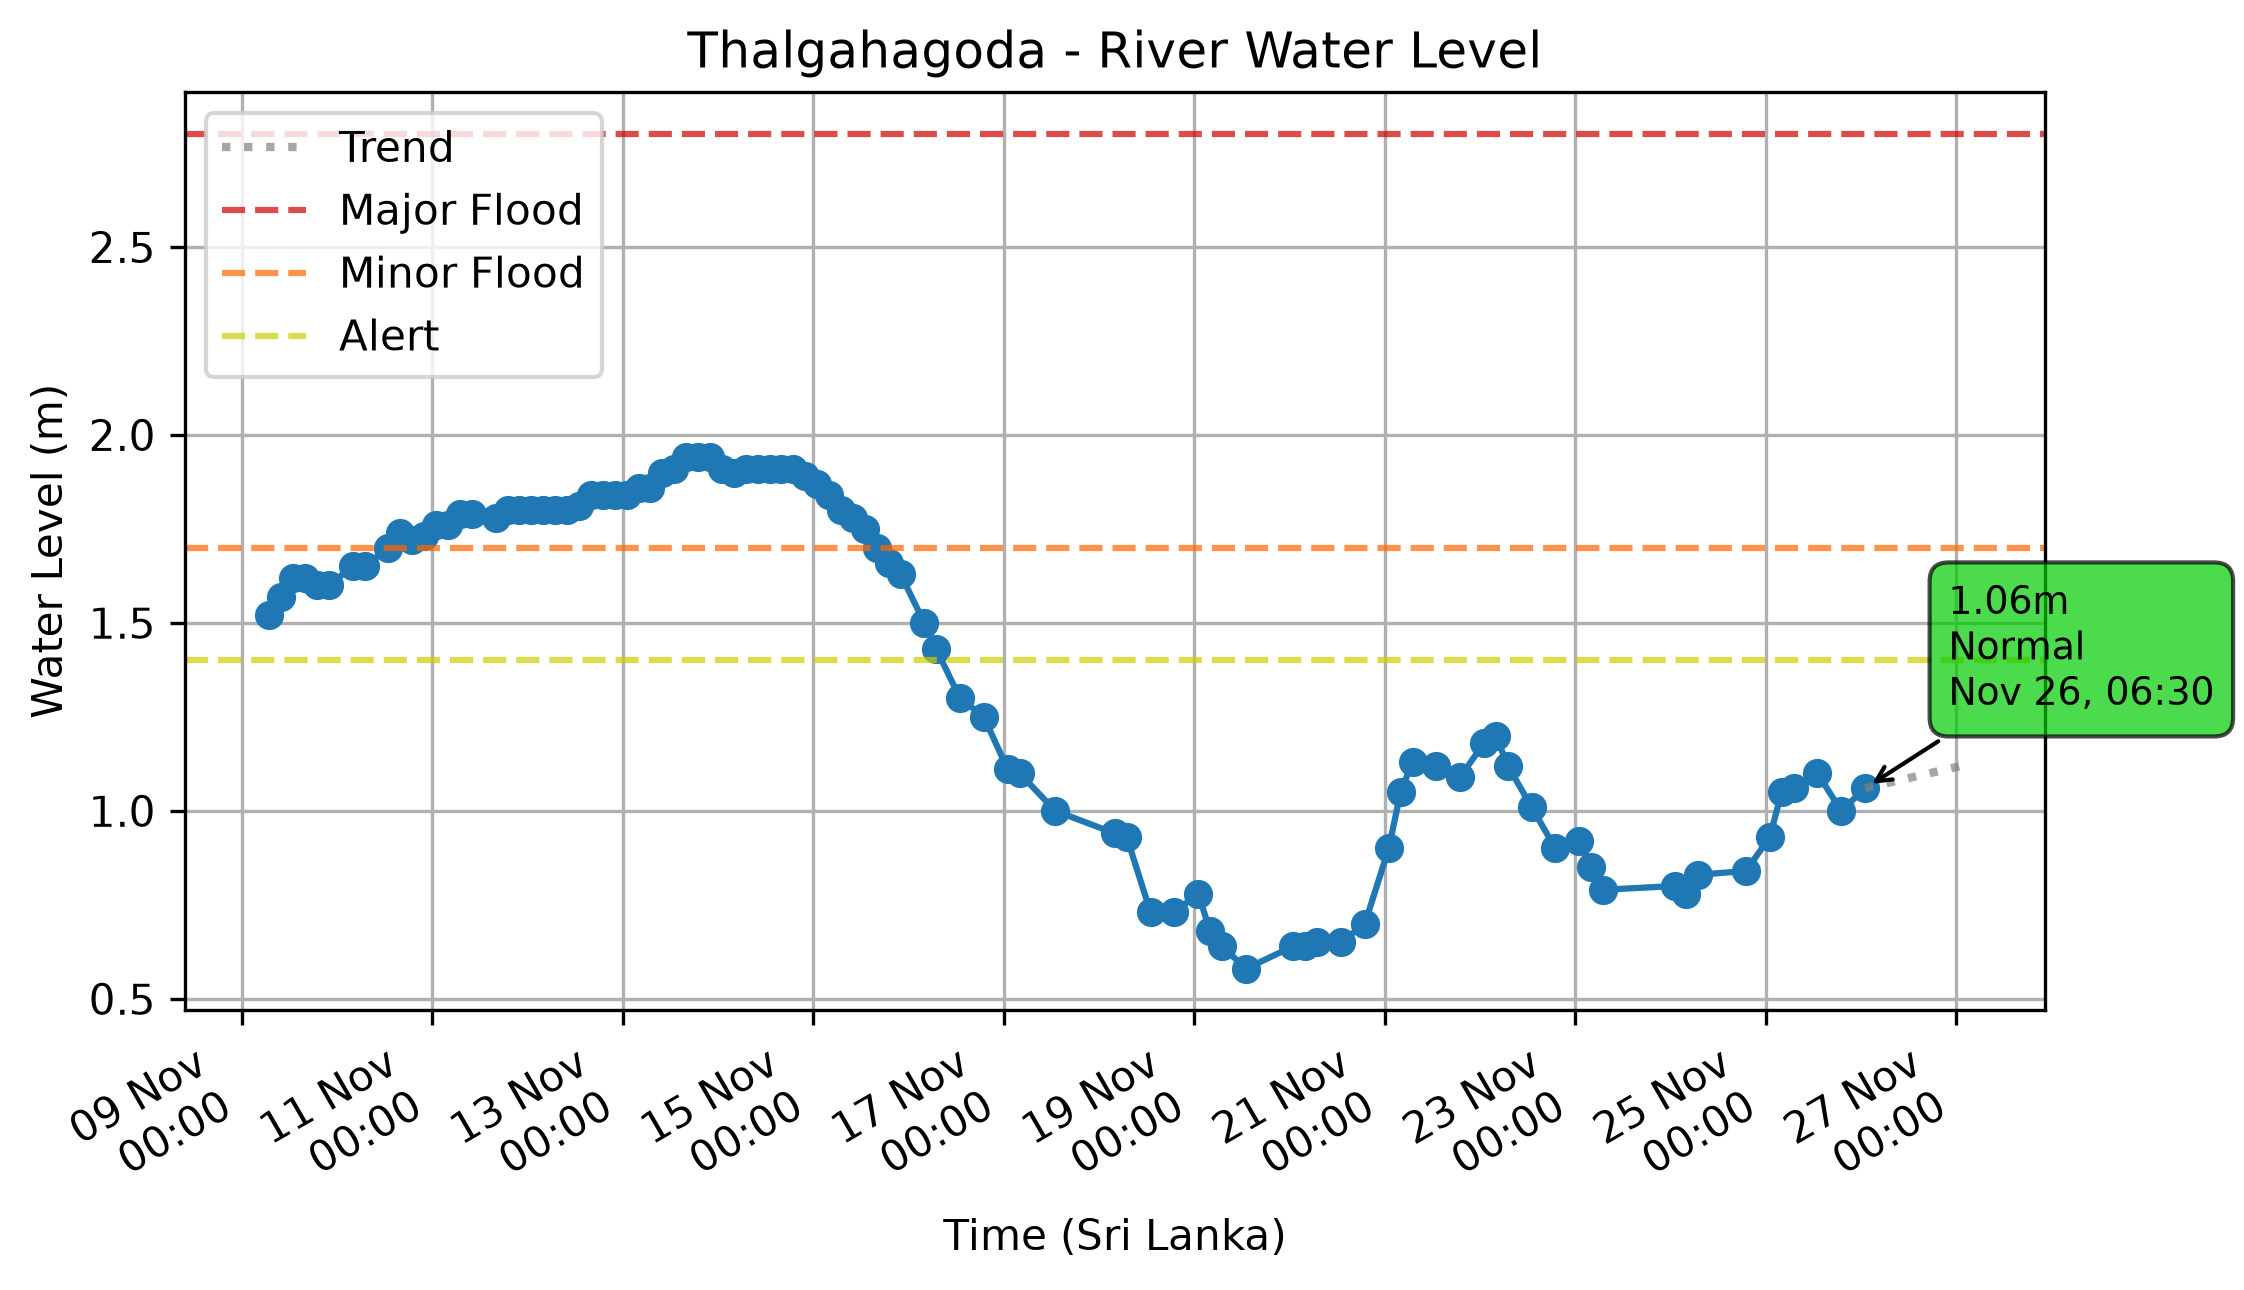 Thalgahagoda - River Water Level
Trend
Major Flood
Minor Flood
Alert
Water Level (m)
2.5
2.0
1.5
1.0
0.5
1.06m
Normal
Nov 26, 06:30
09 Nov
00:00
11 Nov
00:00
13 Nov
00:00
15 Nov
00:00
17 Nov
00:00
19 Nov
00:00
21 Nov
00:00
23 Nov
00:00
25 Nov
00:00
27 Nov
00:00
Time (Sri Lanka)